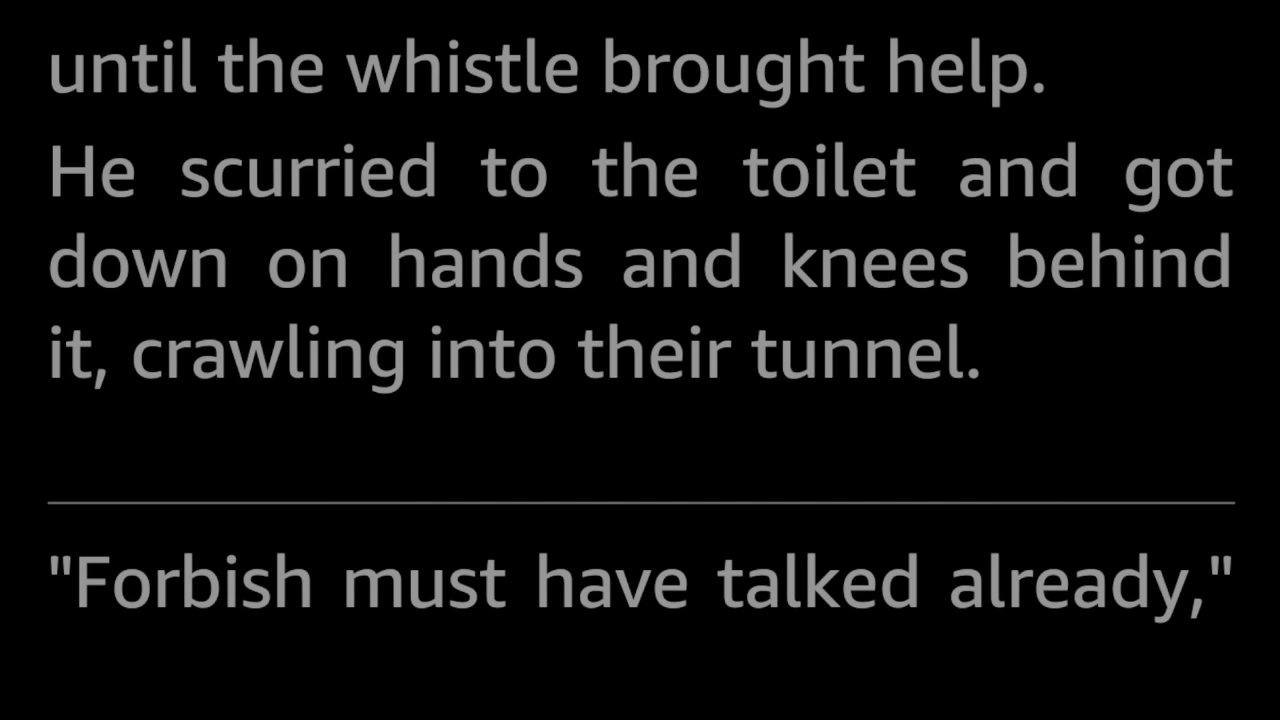 until the whistle brought help.
He scurried to the toilet and got
down on hands and knees behind
it, crawling into their tunnel.
"Forbish must have talked already,"